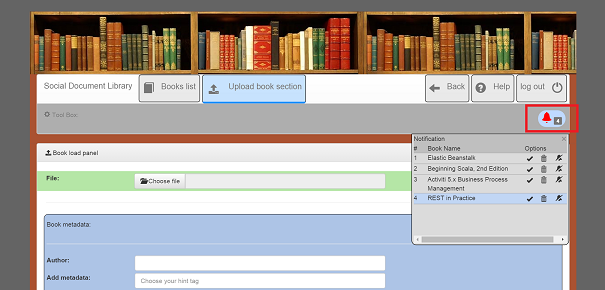 Social Document Library Books list Upload book section Back Help log out
Tool Box
4
Notification
# Book Name Options
1 Elastic Beanstalk
2 Beginning Scala, 2nd Edition
3 Activiti 5.x Business Process
Management
4 REST in Practice
Book load panel
File: Choose file
Book metadata:
Author:
Add metadata: Choose your hint tag